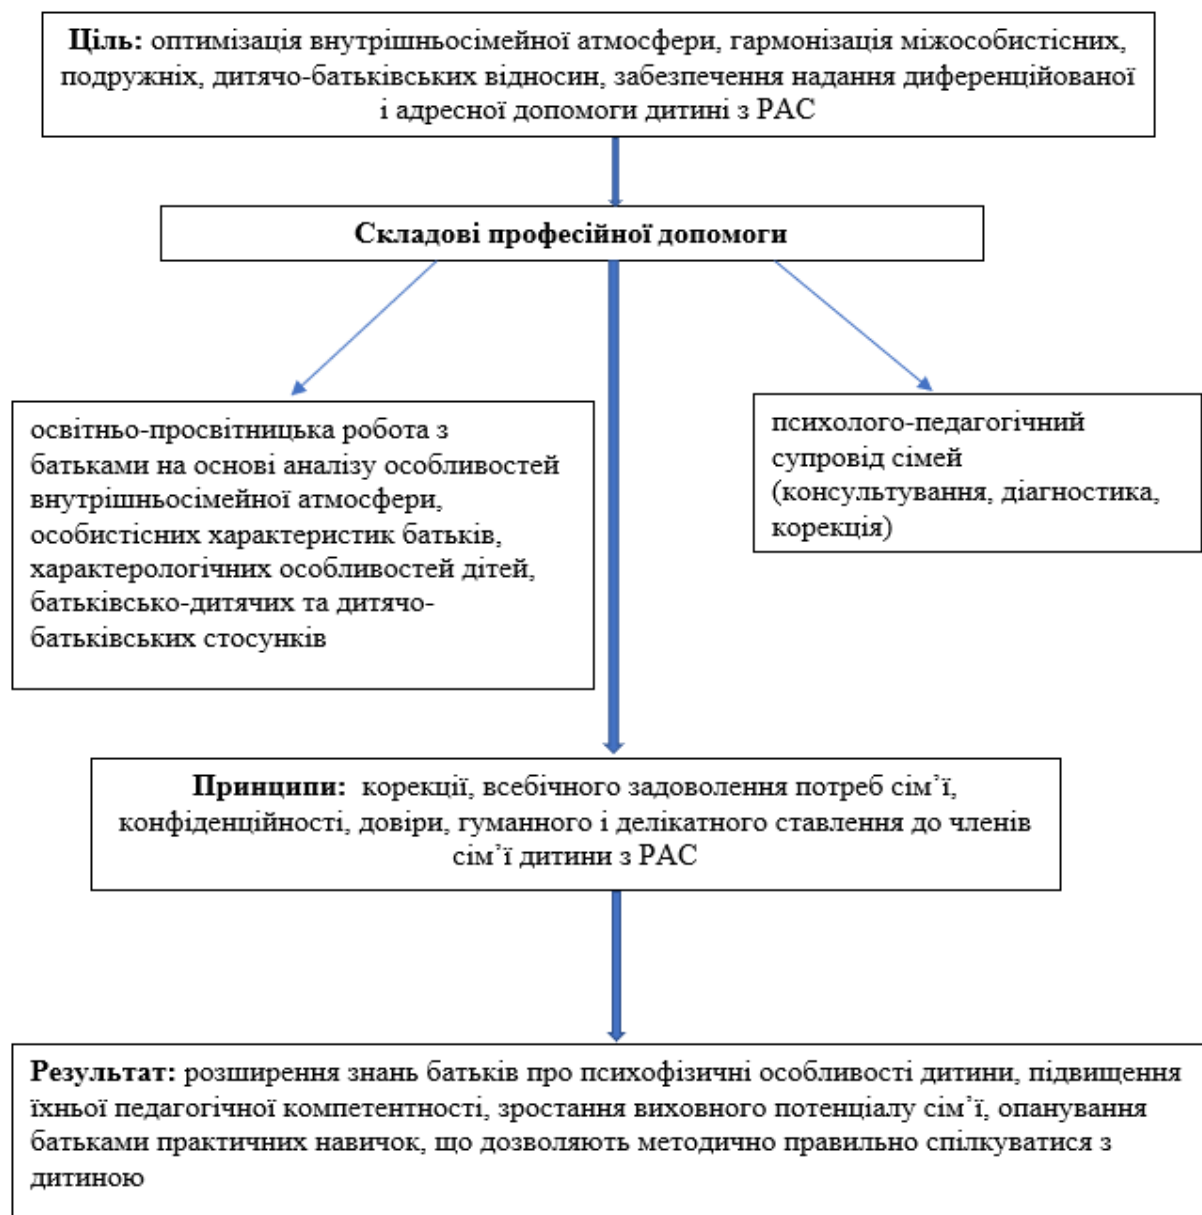 Ціль: оптимізація внутрішньосімейної атмосфери, гармонізація міжособистісних,
подружніх, дитячо-батьківських відносин, забезпечення надання диференційованої
і адресної допомоги дитині з РАС
Складові професійної допомоги
освітньо-просвітницька робота з
батьками на основі аналізу особливостей
внутрішньосімейної атмосфери,
особистісних характеристик батьків,
характерологічних особливостей дітей,
батьківсько-дитячих та дитячо-
батьківських стосунків
психолого-педагогічний
супровід сімей
(консультування, діагностика,
корекція)
Принципи: корекції, всебічного задоволення потреб сім’ї,
конфіденційності, довіри, гуманного і делікатного ставлення до членів
сім’ї дитини з РАС
Результат: розширення знань батьків про психофізичні особливості дитини, підвищення
їхньої педагогічної компетентності, зростання виховного потенціалу сім’ї, опанування
батьками практичних навичок, що дозволяють методично правильно спілкуватися з
дитиною